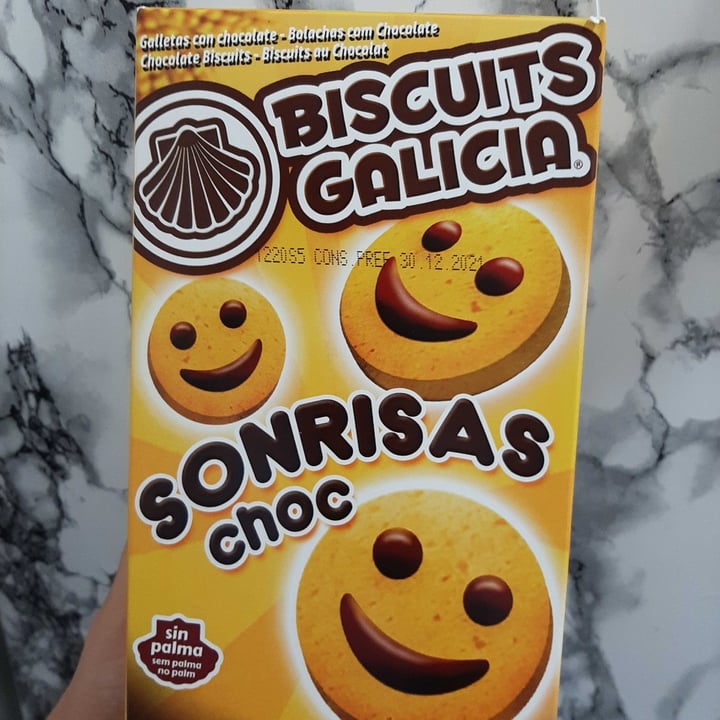 Galletas con chocolate - Bolachas com Chocolate
Chocolate Biscuits - Biscuits au Chocolat
BISCUITS
GALICIA®
122085 CONS.PREF 30.12.2021
SONRISAS
choc
sin
palma
sem palma
no palm